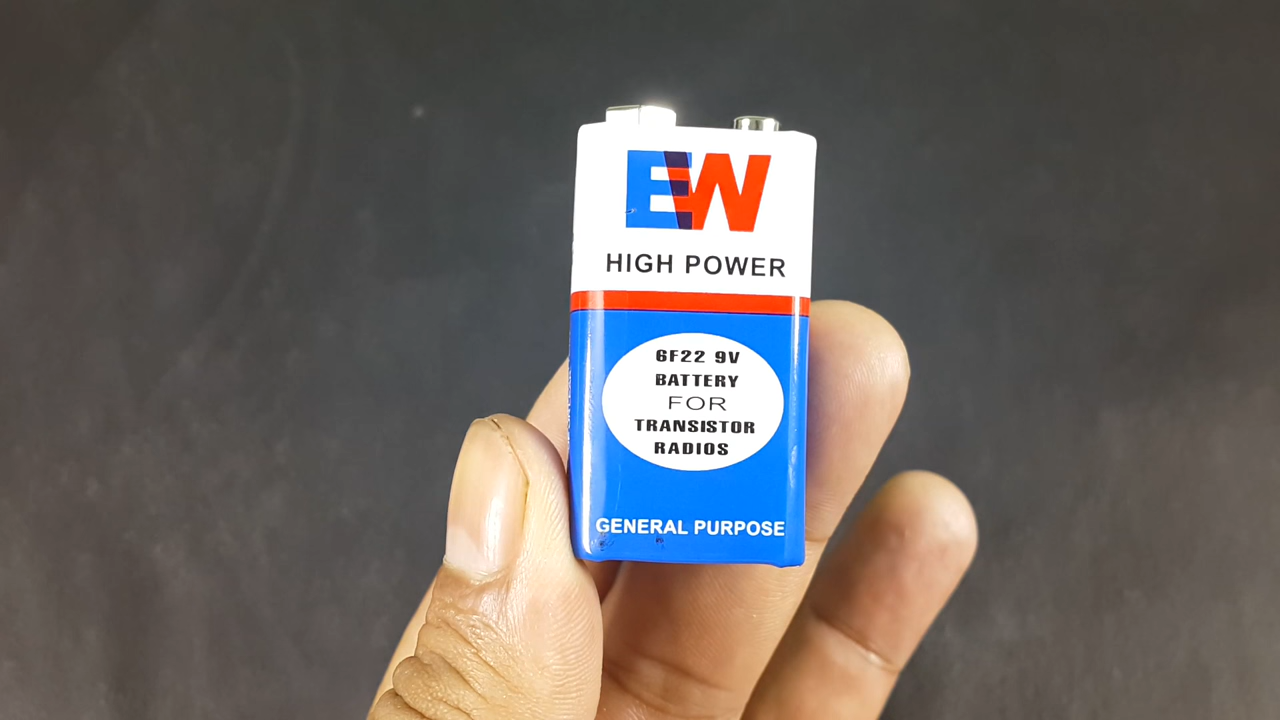 EW
HIGH POWER
6F22 9V
BATTERY
FOR
TRANSISTOR
RADIOS
GENERAL PURPOSE